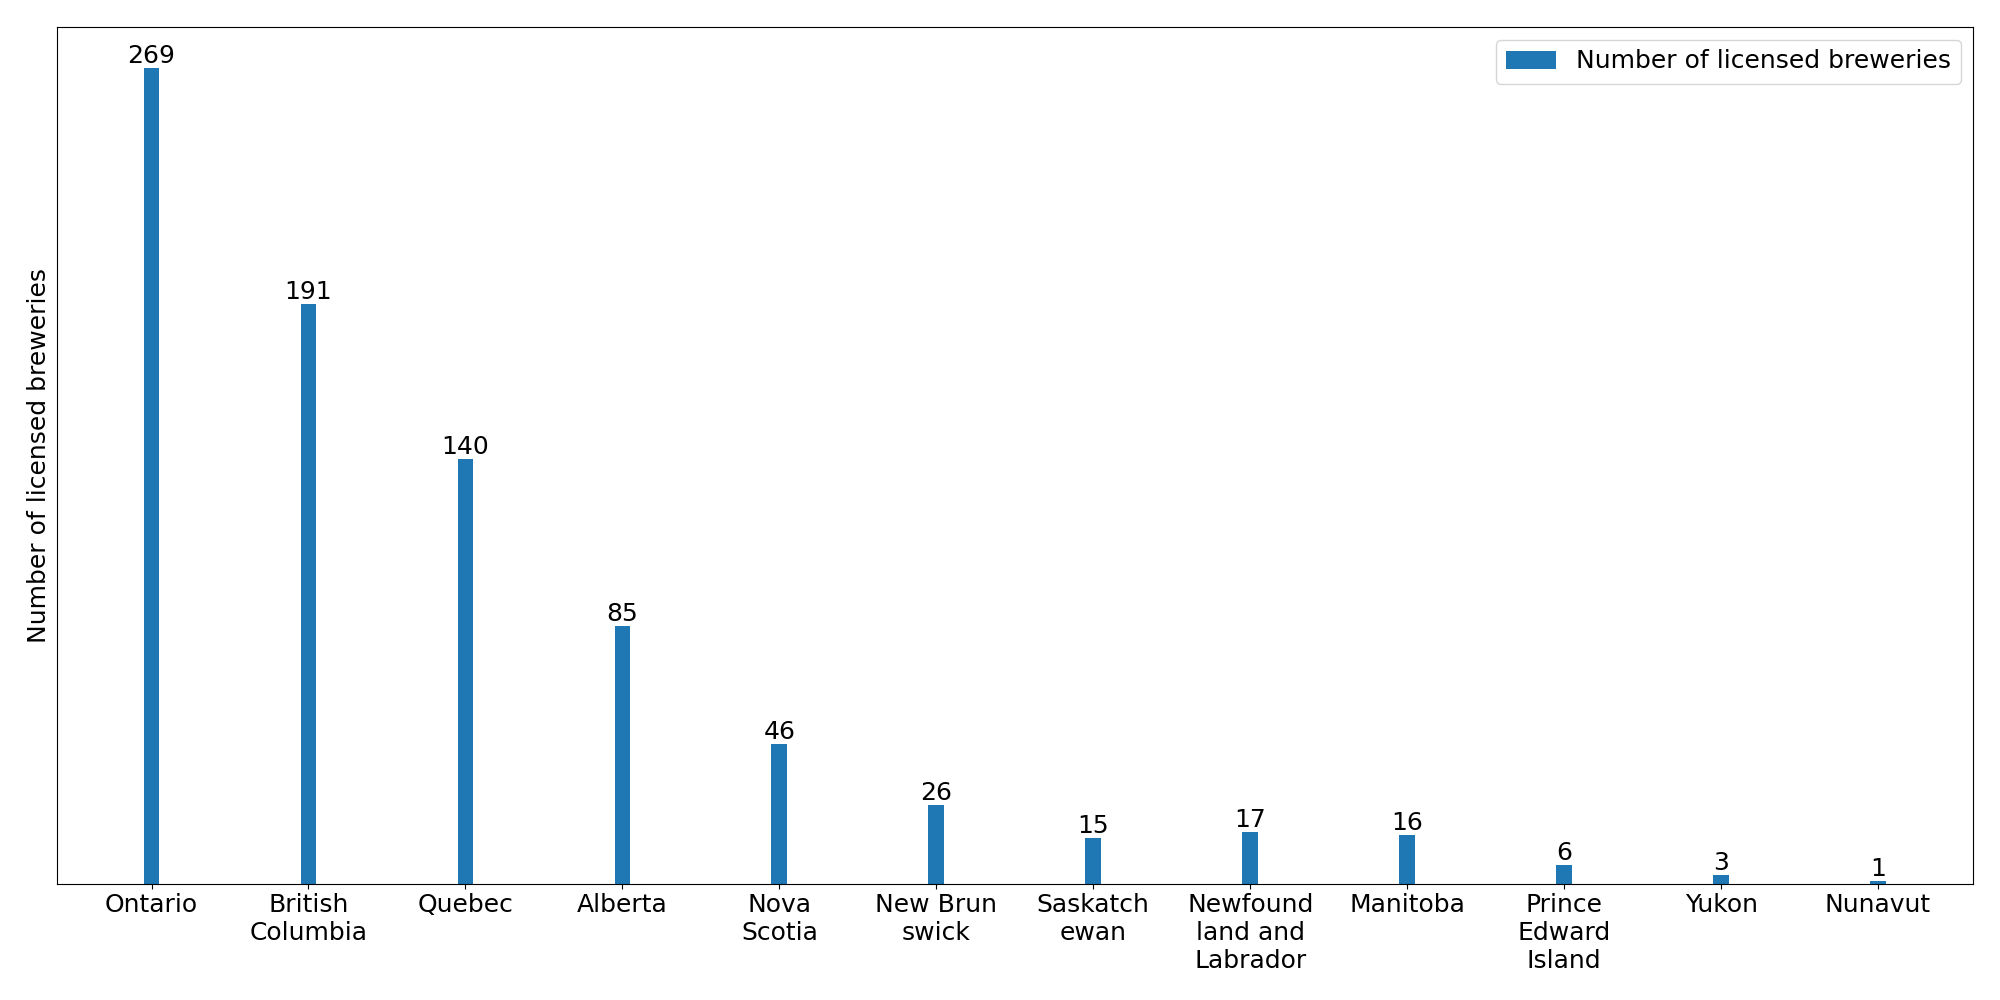 Number of licensed breweries
Number of licensed breweries
269
191
140
85
46
26
15
17
16
6
3
1
Ontario
British
Columbia
Quebec
Alberta
Nova
Scotia
New Brun
swick
Saskatch
ewan
Newfound
land and
Labrador
Manitoba
Prince
Edward
Island
Yukon
Nunavut